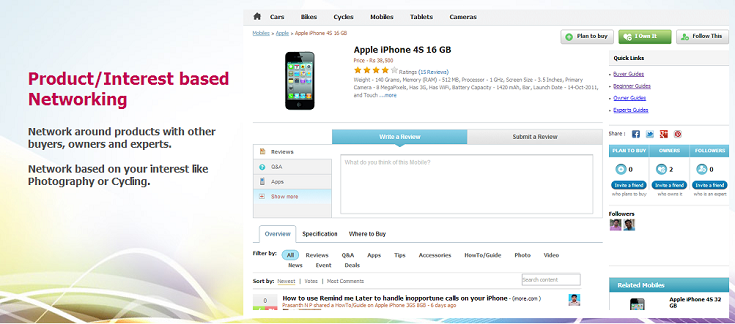 Product/Interest based
Networking
Network around products with other
buyers, owners and experts.
Network based on your interest like
Photography or Cycling.
Cars Bikes Cycles Mobiles Tablets Cameras
Mobiles » Apple » Apple iPhone 4S 16 GB
Plan to buy I Own It Follow This
Apple iPhone 4S 16 GB
Price - Rs 38,500
Ratings (15 Reviews)
Weight - 140 Grams, Memory (RAM) - 512 MB, Processor - 1 GHz, Screen Size - 3.5 Inches, Primary
Camera - 8 MegaPixels, Has 3G, Has WiFi, Battery Capacity - 1420 mAh, Bar, Launch Date - 14-Oct-2011,
and Touch ...more
Quick Links
Buyer Guides
Beginner Guides
Owner Guides
Experts Guides
Share :
PLAN TO BUY OWNERS FOLLOWERS
0 2 0
Invite a friend Invite a friend Invite a friend
who plans to buy who owns it who is an expert
Followers
Write a Review Submit a Review
Reviews
Q&A
Apps
Show more
What do you think of this Mobile?
Overview Specification Where to Buy
Filter by: All Reviews Q&A Apps Tips Accessories HowTo/Guide Photo Video
News Event Deals
Sort by: Newest | Votes | Most Comments
Search content
0
How to use Remind me Later to handle inopportune calls on your iPhone - (imore.com )
Prasanth N P shared a HowTo/Guide on Apple iPhone 3GS 8GB - 6 days ago
Related Mobiles
Apple iPhone 4S 32
GB